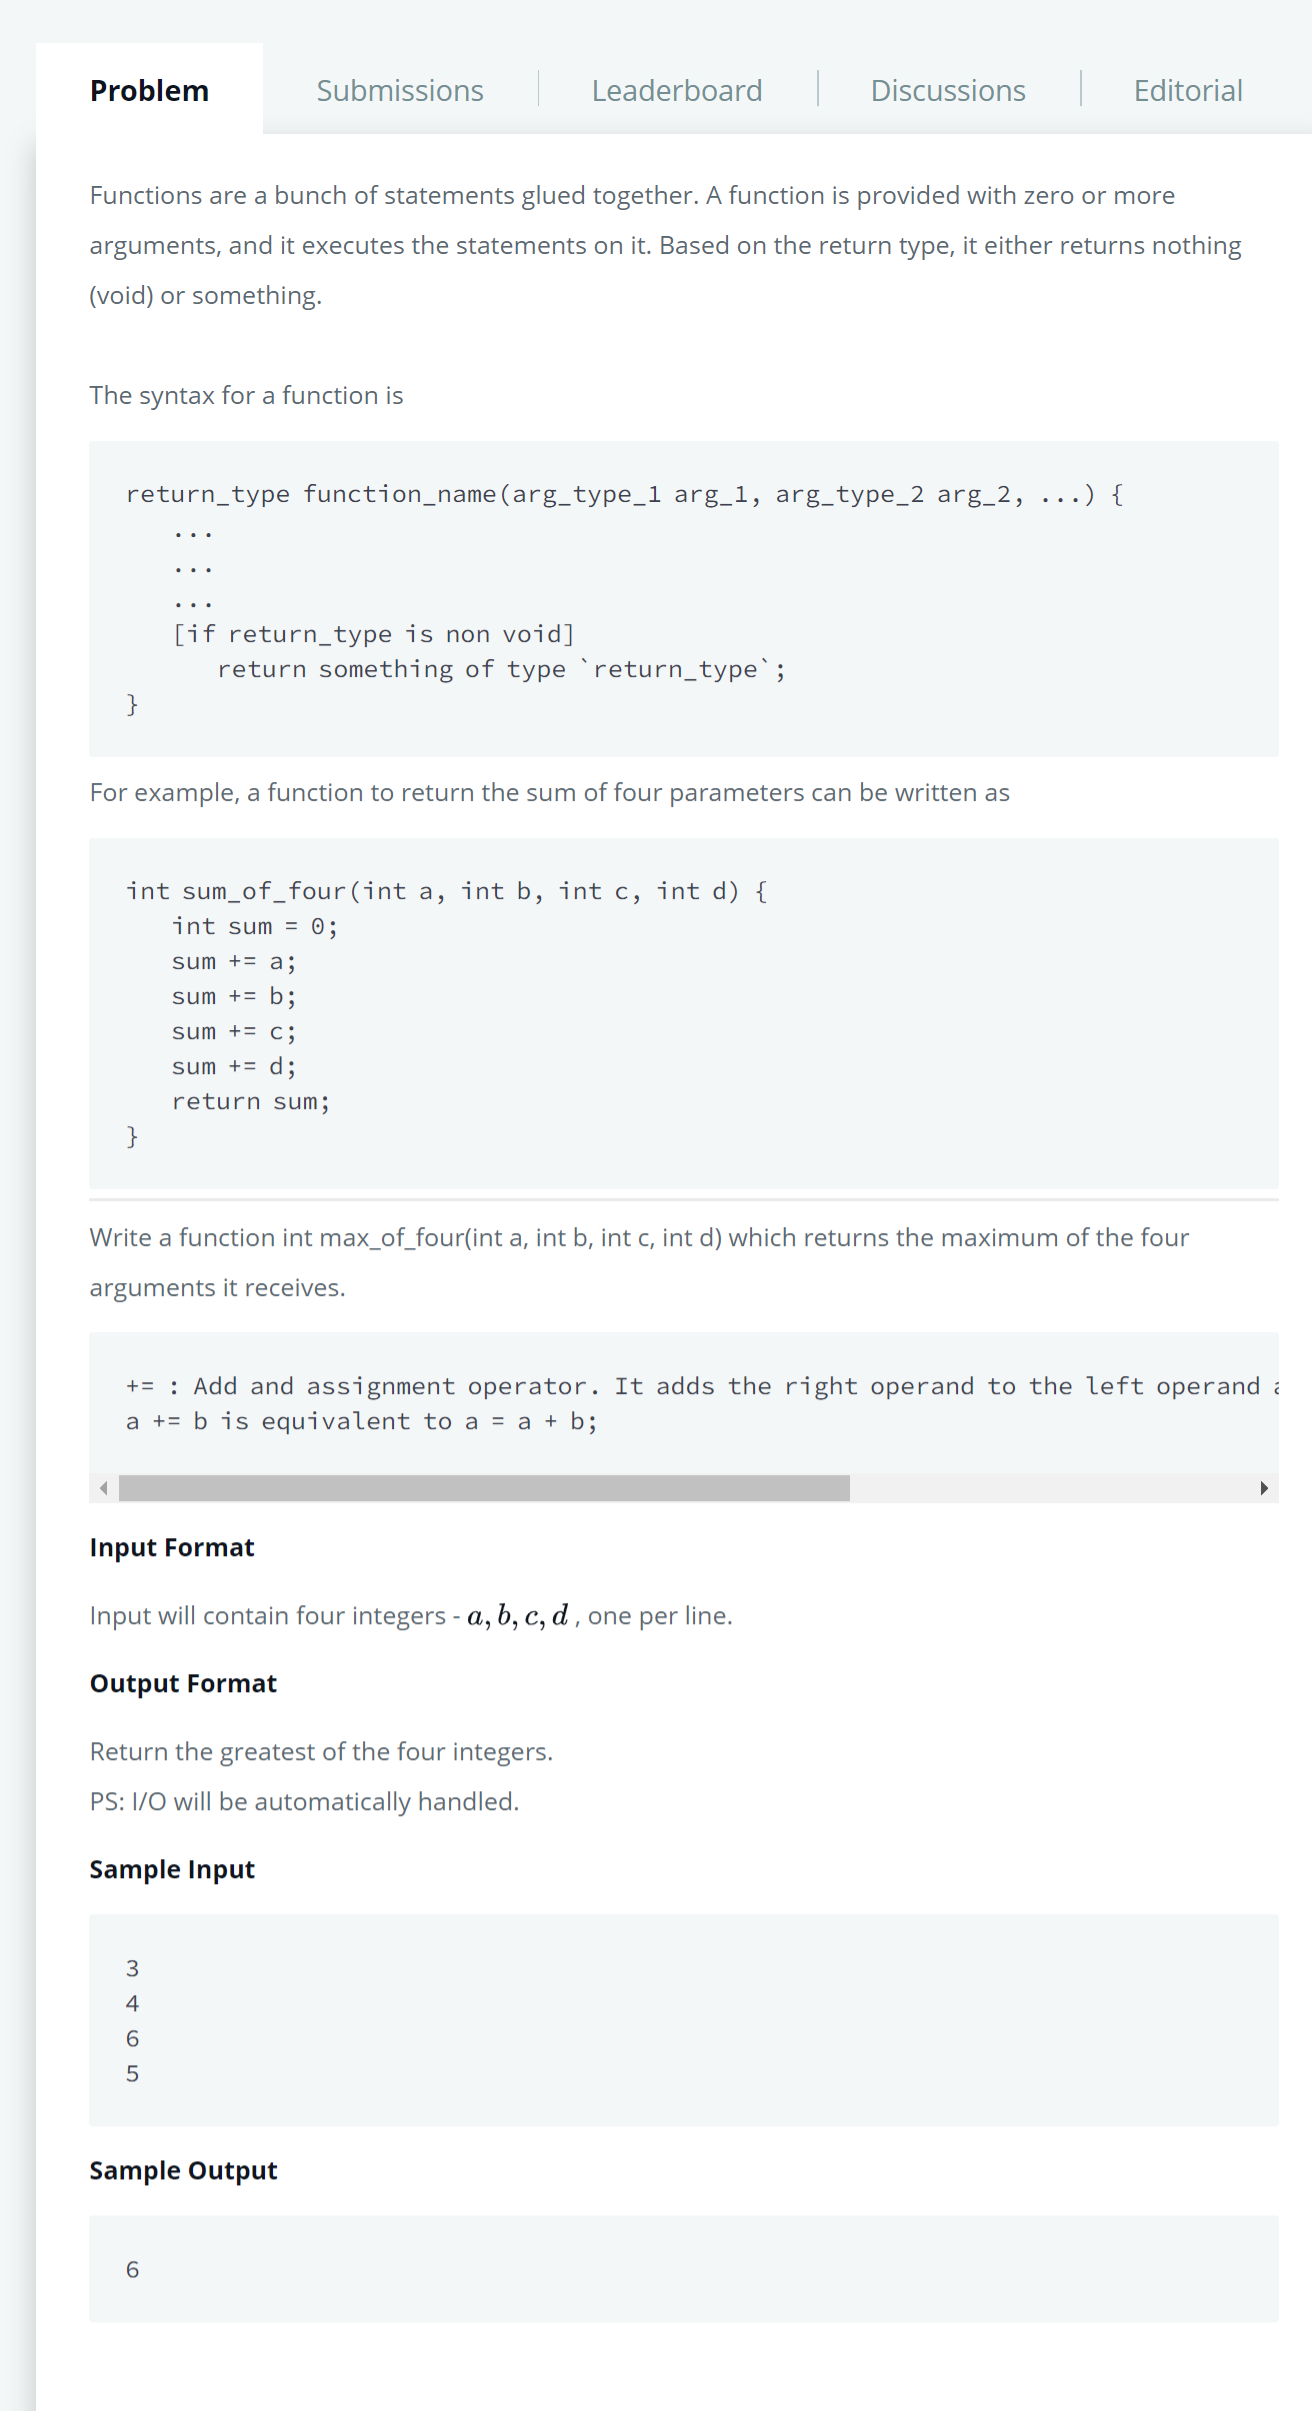 Problem Submissions Leaderboard Discussions Editorial
Functions are a bunch of statements glued together. A function is provided with zero or more
arguments, and it executes the statements on it. Based on the return type, it either returns nothing
(void) or something.
The syntax for a function is
return_type function_name(arg_type_1 arg_1, arg_type_2 arg_2, ...) {
...
...
...
[if return_type is non void]
return something of type `return_type`;
}
For example, a function to return the sum of four parameters can be written as
int sum_of_four(int a, int b, int c, int d) {
int sum = 0;
sum += a;
sum += b;
sum += c;
sum += d;
return sum;
}
Write a function int max_of_four(int a, int b, int c, int d) which returns the maximum of the four
arguments it receives.
+= : Add and assignment operator. It adds the right operand to the left operand
a += b is equivalent to a = a + b;
Input Format
Input will contain four integers - a, b, c, d , one per line.
Output Format
Return the greatest of the four integers.
PS: I/O will be automatically handled.
Sample Input
3
4
6
5
Sample Output
6